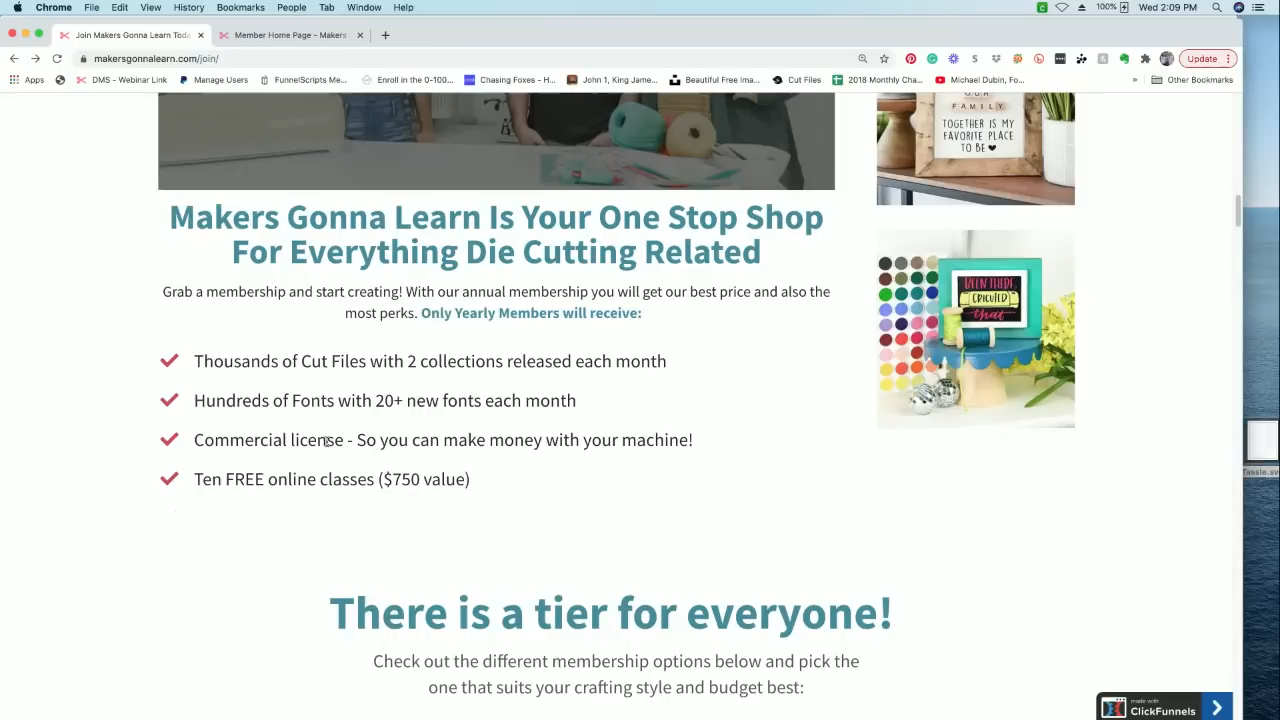 Chrome File Edit View History Bookmarks People Tab Window Help 100% Wed 2:09 PM
Join Makers Gonna Learn Toda × Member Home Page - Makers × +
makersgonnalearn.com/join/ Update
Apps DMS - Webinar Link Manage Users FunnelScripts Me... Enroll in the 0-100... Chasing Foxes - H... John 1, King Jame... Beautiful Free Ima... Cut Files 2018 Monthly Cha... Michael Dubin, Fo... » Other Bookmarks
FAMILY
TOGETHER IS MY
FAVORITE PLACE
TO BE ♥
Makers Gonna Learn Is Your One Stop Shop
For Everything Die Cutting Related
Grab a membership and start creating! With our annual membership you will get our best price and also the
most perks. Only Yearly Members will receive:
Thousands of Cut Files with 2 collections released each month
Hundreds of Fonts with 20+ new fonts each month
Commercial license - So you can make money with your machine!
Ten FREE online classes ($750 value)
BEEN THERE,
CRICUTED
that
There is a tier for everyone!
Check out the different membership options below and pick the
one that suits your crafting style and budget best:
made with
ClickFunnels